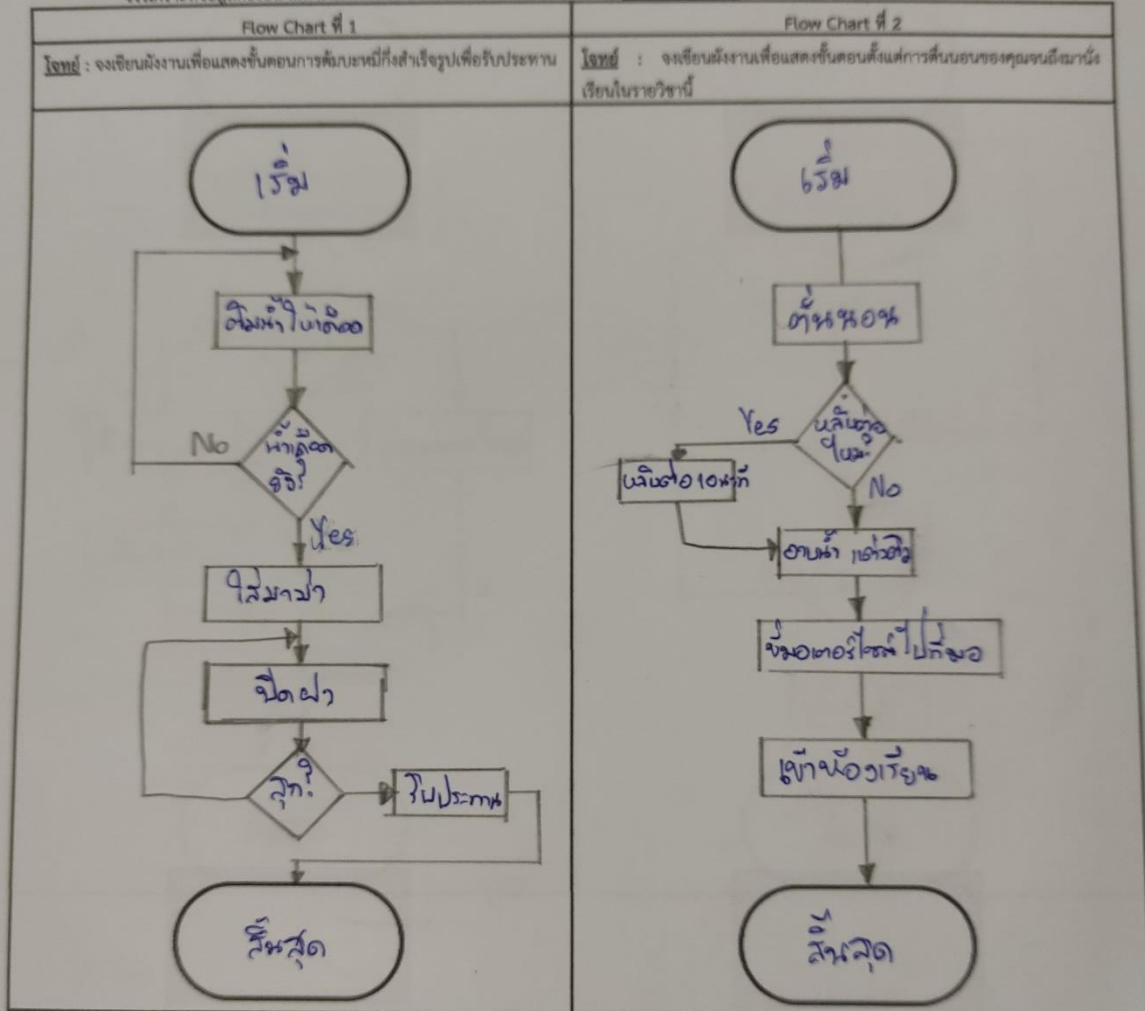 Flow Chart ที่ 1
โจทย์ : จงเขียนผังงานเพื่อแสดงขั้นตอนการต้มบะหมี่กึ่งสำเร็จรูปเพื่อรับประทาน
เริ่ม
ต้มน้ำให้เดือด
น้ำเดือด
No
Yes
ใส่มาม่า
ปิดฝา
สุก?
รับประทาน
สิ้นสุด
Flow Chart ที่ 2
โจทย์ : จงเขียนผังงานเพื่อแสดงขั้นตอนตั้งแต่การตื่นนอนของคุณจนถึงมานั่ง
เรียนในรายวิชานี้
เริ่ม
ตื่นนอน
หลับต่อ
ไหม?
Yes
หลับต่อ 10 นาที
No
อาบน้ำ แต่งตัว
ขี่มอเตอร์ไซค์ไปที่มอ
เข้าห้องเรียน
สิ้นสุด